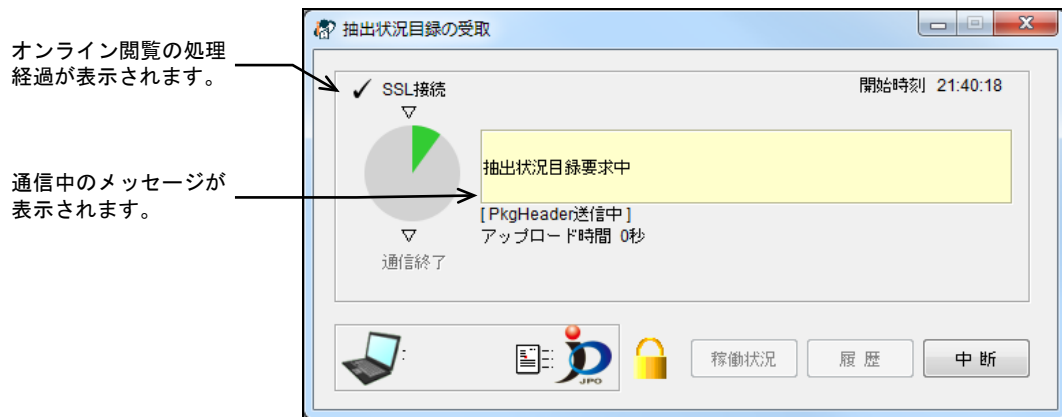 抽出状況目録の受取
オンライン閲覧の処理
経過が表示されます。
✓ SSL接続
開始時刻 21:40:18
抽出状況目録要求中
通信中のメッセージが
表示されます。
[ PkgHeader送信中 ]
アップロード時間 0秒
通信終了
JPO
稼働状況
履 歴
中 断